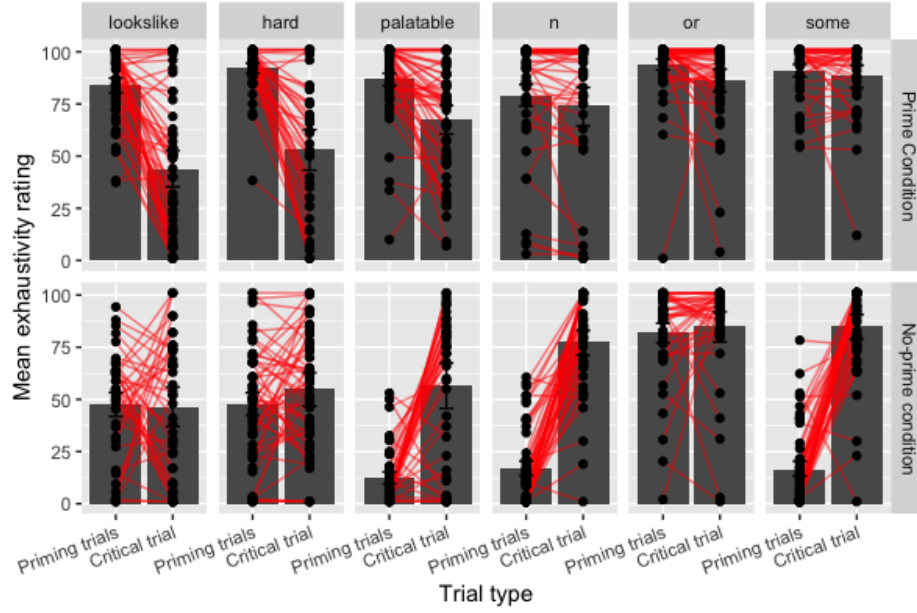 lookslike hard palatable n or some
Mean exhaustivity rating
100
75
50
25
0
Prime Condition
100
75
50
25
0
No-prime condition
Priming trials Critical trial Priming trials Critical trial Priming trials Critical trial Priming trials Critical trial Priming trials Critical trial Priming trials Critical trial
Trial type